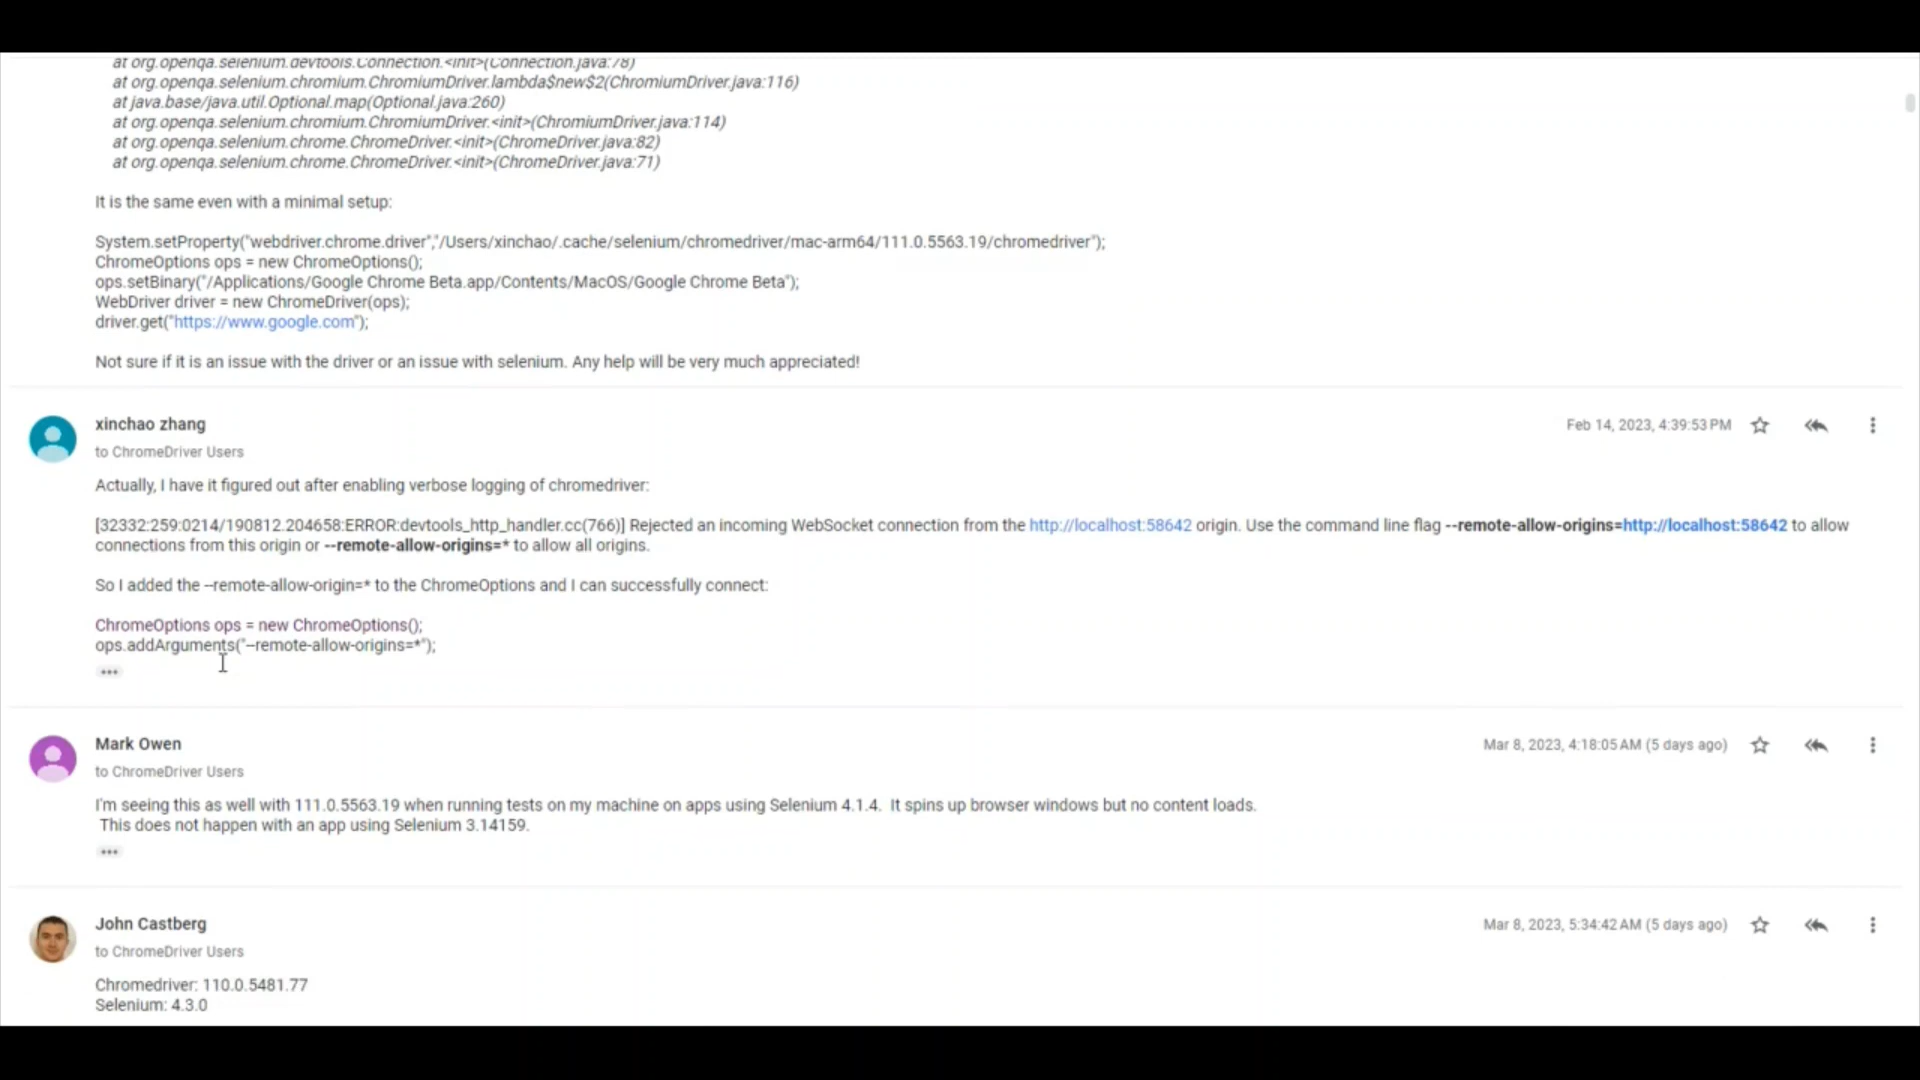 at org.openqa.selenium.devtools.Connection.<init>(Connection.java:78)
at org.openqa.selenium.chromium.ChromiumDriver.lambda$new$2(ChromiumDriver.java:116)
at java.base/java.util.Optional.map(Optional.java:260)
at org.openqa.selenium.chromium.ChromiumDriver.<init>(ChromiumDriver.java:114)
at org.openqa.selenium.chrome.ChromeDriver.<init>(ChromeDriver.java:82)
at org.openqa.selenium.chrome.ChromeDriver.<init>(ChromeDriver.java:71)
It is the same even with a minimal setup:
System.setProperty("webdriver.chrome.driver","/Users/xinchao/.cache/selenium/chromedriver/mac-arm64/111.0.5563.19/chromedriver");
ChromeOptions ops = new ChromeOptions();
ops.setBinary("/Applications/Google Chrome Beta.app/Contents/MacOS/Google Chrome Beta");
WebDriver driver = new ChromeDriver(ops);
driver.get("https://www.google.com");
Not sure if it is an issue with the driver or an issue with selenium. Any help will be very much appreciated!
xinchao zhang
Feb 14, 2023, 4:39:53 PM
to ChromeDriver Users
Actually, I have it figured out after enabling verbose logging of chromedriver:
[32332:259:0214/190812.204658:ERROR:devtools_http_handler.cc(766)] Rejected an incoming WebSocket connection from the http://localhost:58642 origin. Use the command line flag --remote-allow-origins=http://localhost:58642 to allow
connections from this origin or --remote-allow-origins=* to allow all origins.
So I added the --remote-allow-origin=* to the ChromeOptions and I can successfully connect:
ChromeOptions ops = new ChromeOptions();
ops.addArguments("--remote-allow-origins=*");
Mark Owen
Mar 8, 2023, 4:18:05 AM (5 days ago)
to ChromeDriver Users
I'm seeing this as well with 111.0.5563.19 when running tests on my machine on apps using Selenium 4.1.4.  It spins up browser windows but no content loads.
This does not happen with an app using Selenium 3.14159.
John Castberg
Mar 8, 2023, 5:34:42 AM (5 days ago)
to ChromeDriver Users
Chromedriver: 110.0.5481.77
Selenium: 4.3.0